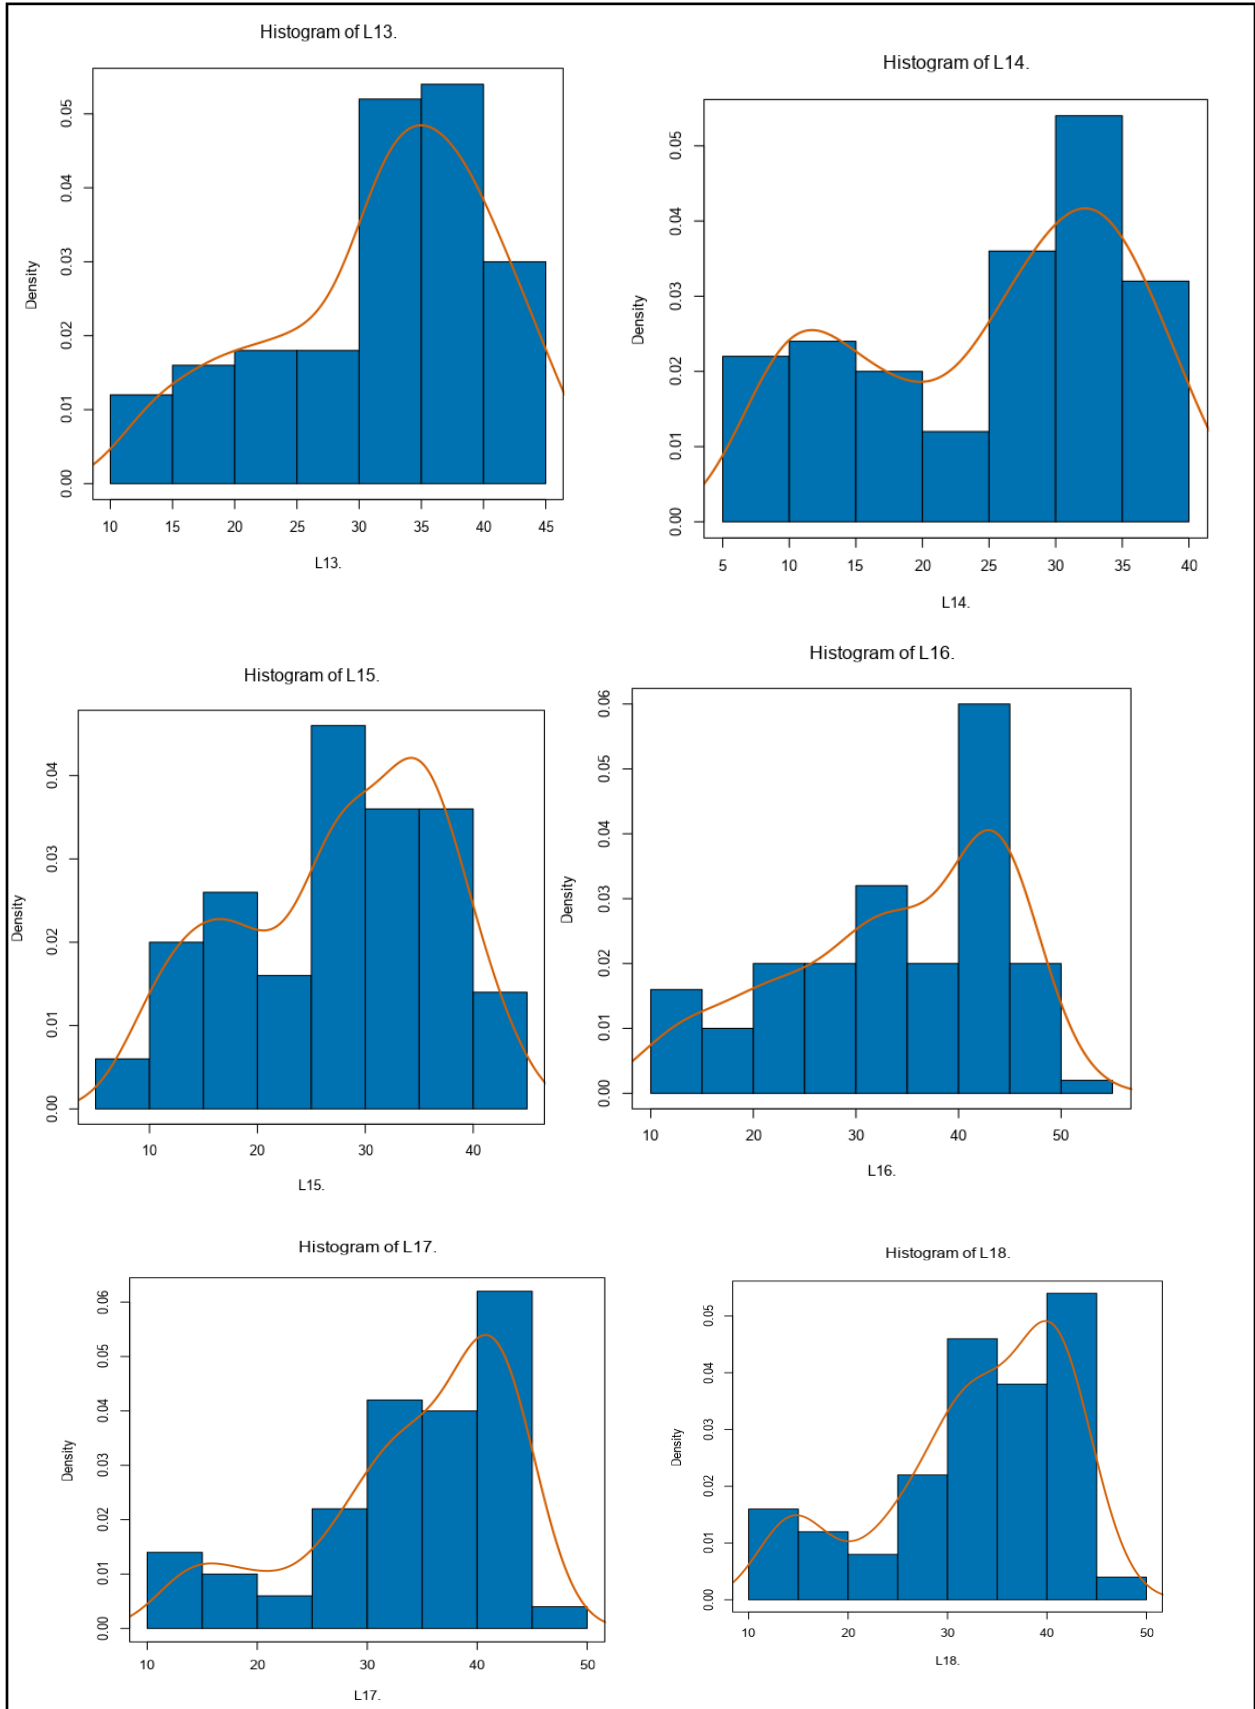 Histogram of L13.
Density
0.00 0.01 0.02 0.03 0.04 0.05
10 15 20 25 30 35 40 45
L13.
Histogram of L14.
Density
0.00 0.01 0.02 0.03 0.04 0.05
5 10 15 20 25 30 35 40
L14.
Histogram of L15.
Density
0.00 0.01 0.02 0.03 0.04
10 20 30 40
L15.
Histogram of L16.
Density
0.00 0.01 0.02 0.03 0.04 0.05 0.06
10 20 30 40 50
L16.
Histogram of L17.
Density
0.00 0.01 0.02 0.03 0.04 0.05 0.06
10 20 30 40 50
L17.
Histogram of L18.
Density
0.00 0.01 0.02 0.03 0.04 0.05
10 20 30 40 50
L18.